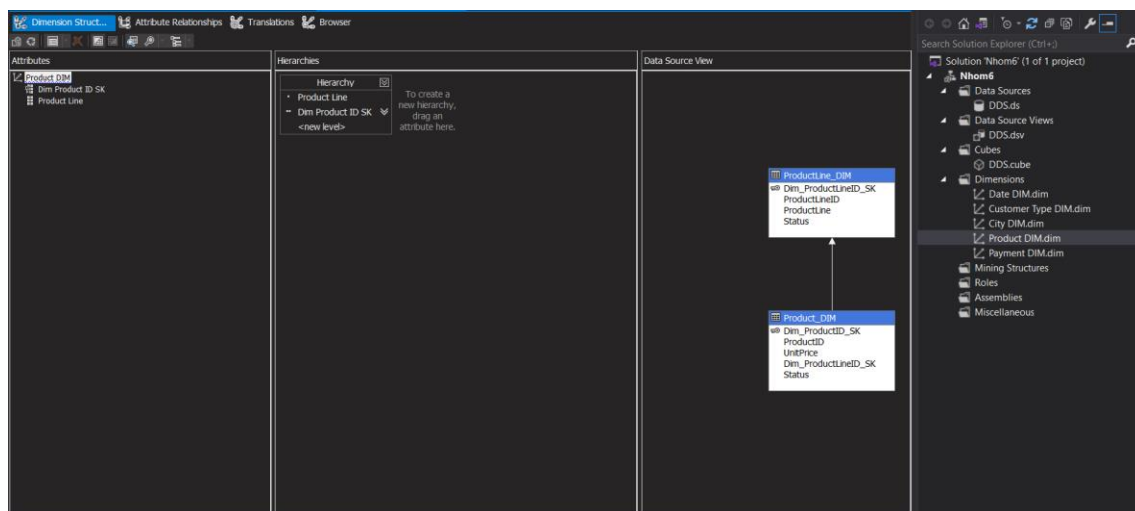 Dimension Struct... Attribute Relationships Translations Browser
Attributes
Product DIM
Dim Product ID SK
Product Line
Hierarchies
Hierarchy
Product Line
Dim Product ID SK
<new level>
To create a
new hierarchy,
drag an
attribute here.
Data Source View
ProductLine_DIM
Dim_ProductLineID_SK
ProductLineID
ProductLine
Status
Product_DIM
Dim_ProductID_SK
ProductID
UnitPrice
Dim_ProductLineID_SK
Status
Search Solution Explorer (Ctrl+;)
Solution 'Nhom6' (1 of 1 project)
Nhom6
Data Sources
DDS.ds
Data Source Views
DDS.dsv
Cubes
DDS.cube
Dimensions
Date DIM.dim
Customer Type DIM.dim
City DIM.dim
Product DIM.dim
Payment DIM.dim
Mining Structures
Roles
Assemblies
Miscellaneous